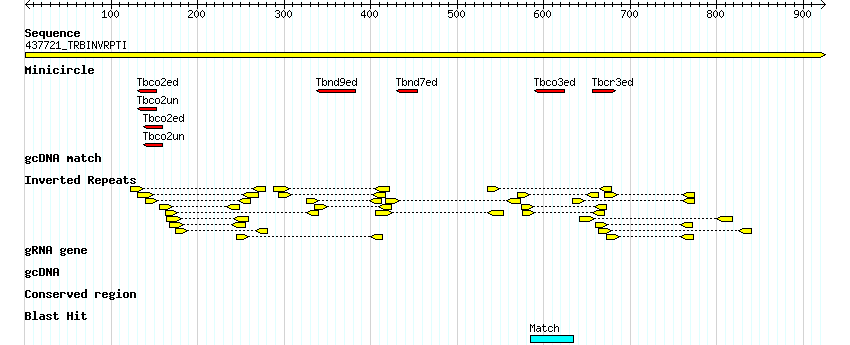 100 200 300 400 500 600 700 800 900
Sequence
437721_TRBINVRPTI
Minicircle
Tbco2ed Tbnd9ed Tbnd7ed Tbco3ed Tbcr3ed
Tbco2un
Tbco2ed
Tbco2un
gcDNA match
Inverted Repeats
gRNA gene
gcDNA
Conserved region
Blast Hit
Match